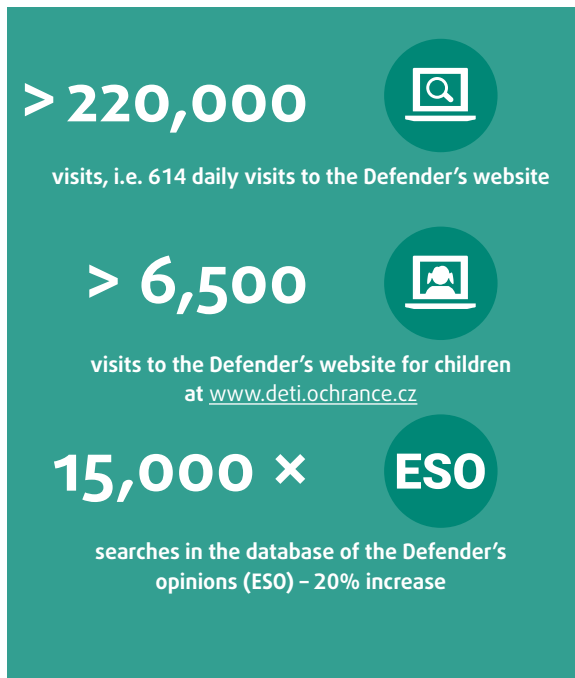 > 220,000
visits, i.e. 614 daily visits to the Defender’s website
> 6,500
visits to the Defender’s website for children
at www.deti.ochrance.cz
15,000 ×
ESO
searches in the database of the Defender’s
opinions (ESO) – 20% increase